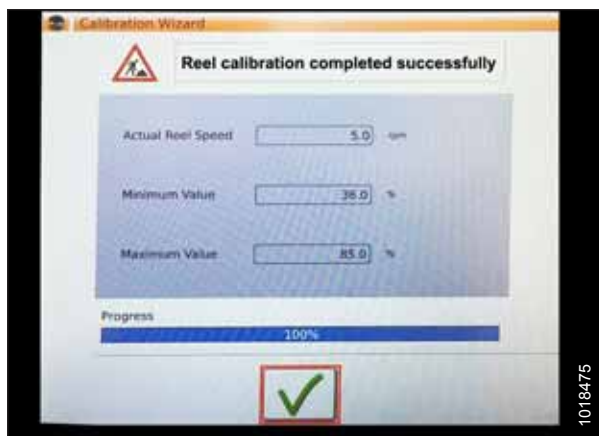 Calibration Wizard
Reel calibration completed successfully
Actual Reel Speed 5.0 rpm
Minimum Value 36.0 %
Maximum Value 85.0 %
Progress
100%
1018475